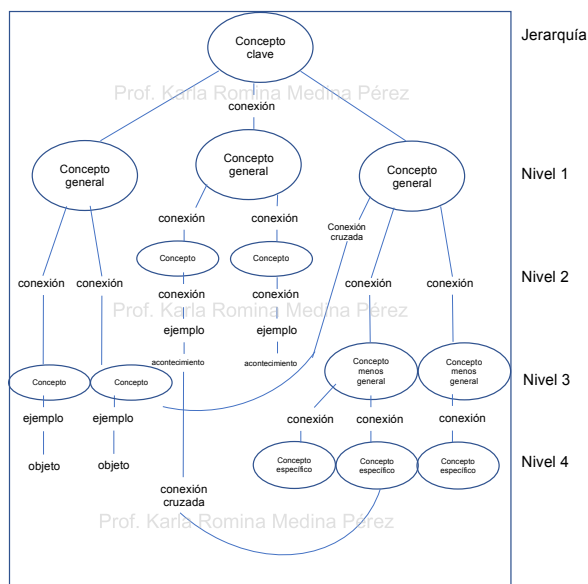 Jerarquía
Concepto
clave
Prof. Karla Romina Medina Pérez
conexión
Concepto
general
Concepto
general
Concepto
general
Nivel 1
conexión
conexión
Conexión
cruzada
Concepto
Concepto
Nivel 2
conexión
conexión
conexión
conexión
conexión
conexión
Prof. Karla Romina Medina Pérez
ejemplo
ejemplo
acontecimiento
acontecimiento
Concepto
menos
general
Concepto
menos
general
Nivel 3
Concepto
Concepto
ejemplo
ejemplo
conexión
conexión
conexión
objeto
objeto
Concepto
específico
Concepto
específico
Concepto
específico
Nivel 4
conexión
cruzada
Prof. Karla Romina Medina Pérez